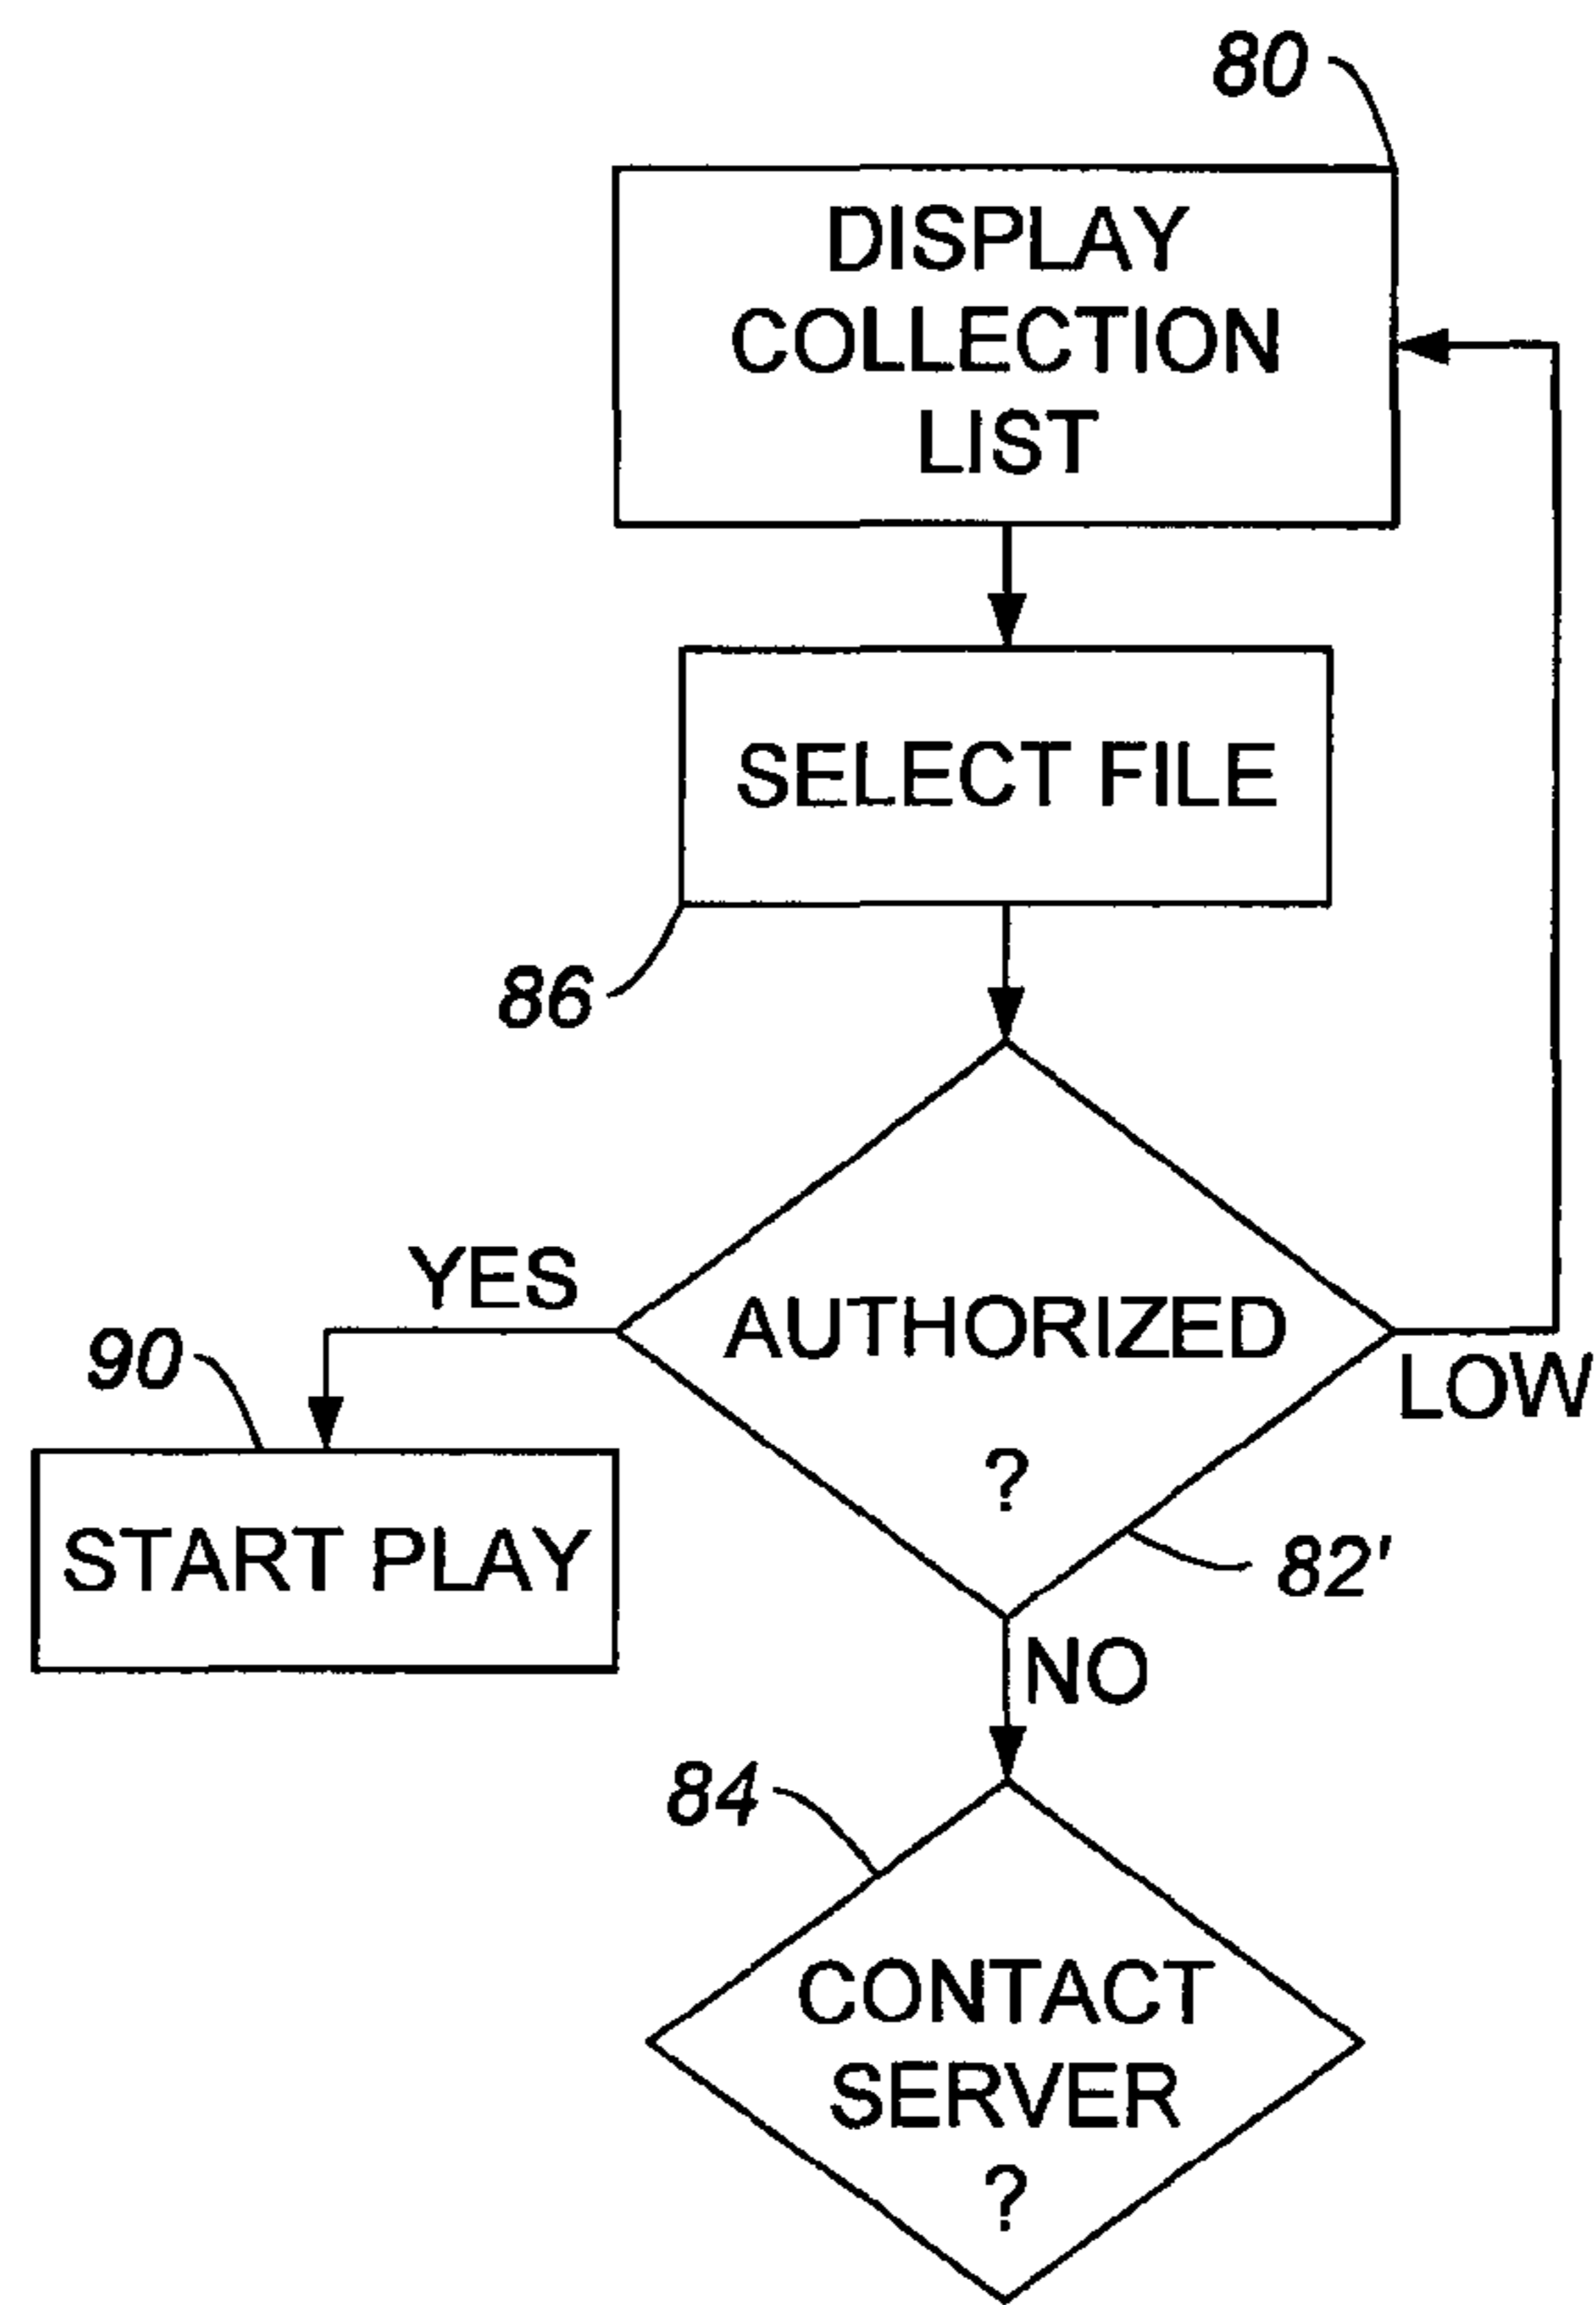 80
DISPLAY
COLLECTION
LIST
SELECT FILE
86
YES
AUTHORIZED
?
LOW
90
START PLAY
82'
NO
84
CONTACT
SERVER
?